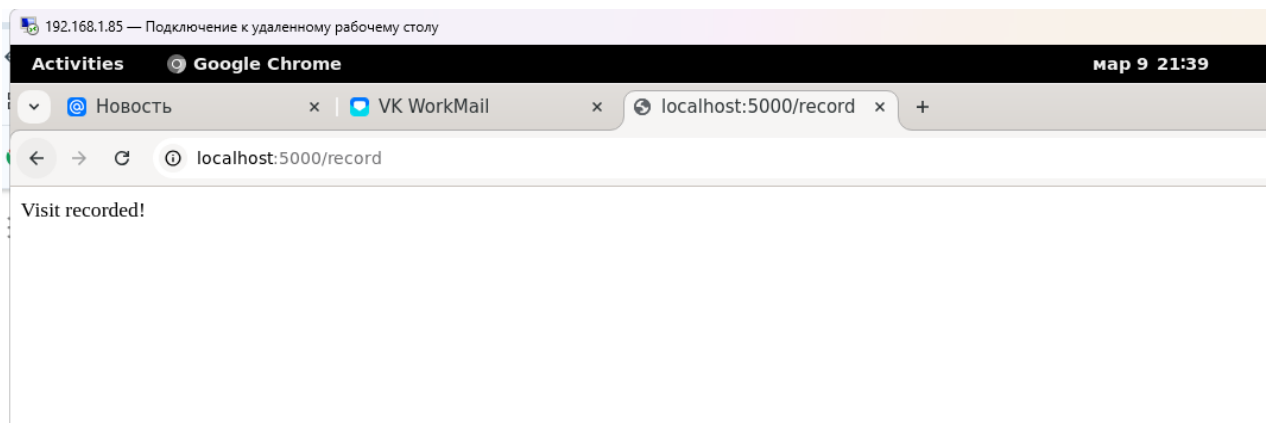 192.168.1.85 — Подключение к удаленному рабочему столу
Activities Google Chrome мар 9 21:39
Новость VK WorkMail localhost:5000/record
localhost:5000/record
Visit recorded!